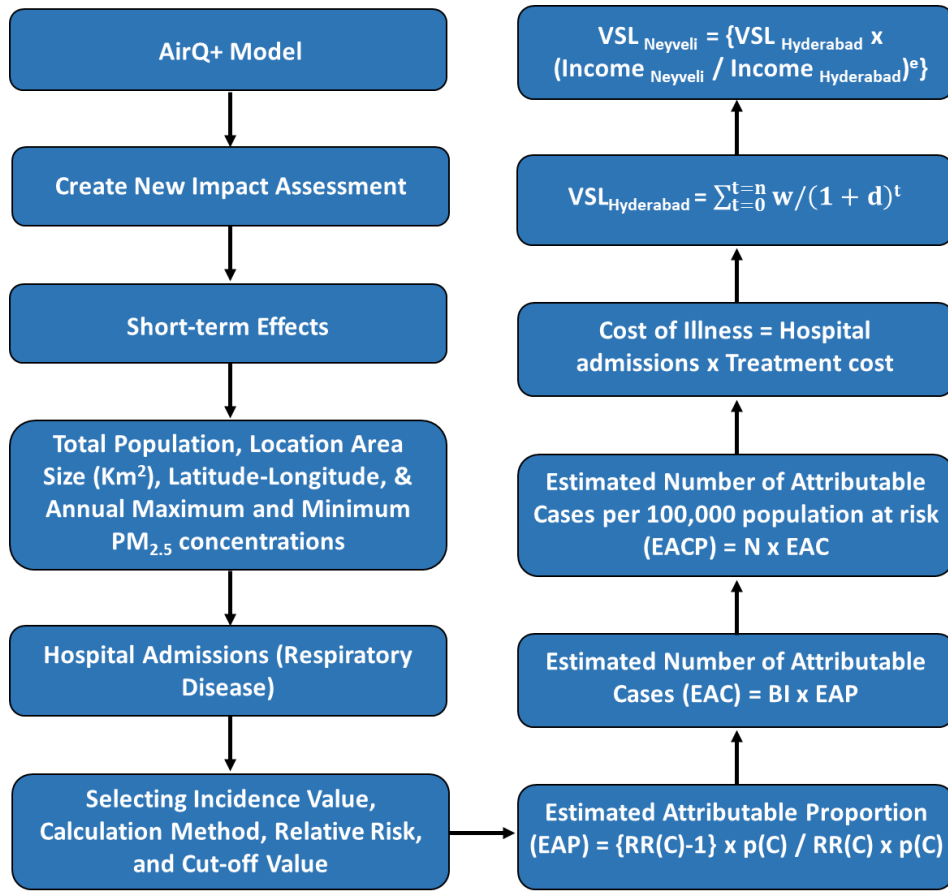 AirQ+ Model
Create New Impact Assessment
Short-term Effects
Total Population, Location Area
Size (Km²), Latitude-Longitude, &
Annual Maximum and Minimum
PM₂.₅ concentrations
Hospital Admissions (Respiratory
Disease)
Selecting Incidence Value,
Calculation Method, Relative Risk,
and Cut-off Value
Estimated Attributable Proportion
(EAP) = {RR(C)-1} x p(C) / RR(C) x p(C)
Estimated Number of Attributable
Cases (EAC) = BI x EAP
Estimated Number of Attributable
Cases per 100,000 population at risk
(EACP) = N x EAC
Cost of Illness = Hospital
admissions x Treatment cost
VSL Hyderabad = ∑ t=n t=0 w/(1 + d)ᵗ
VSL Neyveli = {VSL Hyderabad x
(Income Neyveli / Income Hyderabad)ᵉ}